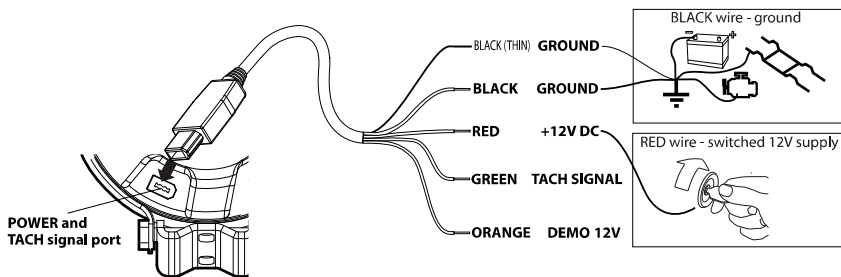 BLACK wire - ground
- +
BLACK (THIN) GROUND
BLACK GROUND
RED +12V DC
RED wire - switched 12V supply
GREEN TACH SIGNAL
POWER and
TACH signal port
ORANGE DEMO 12V